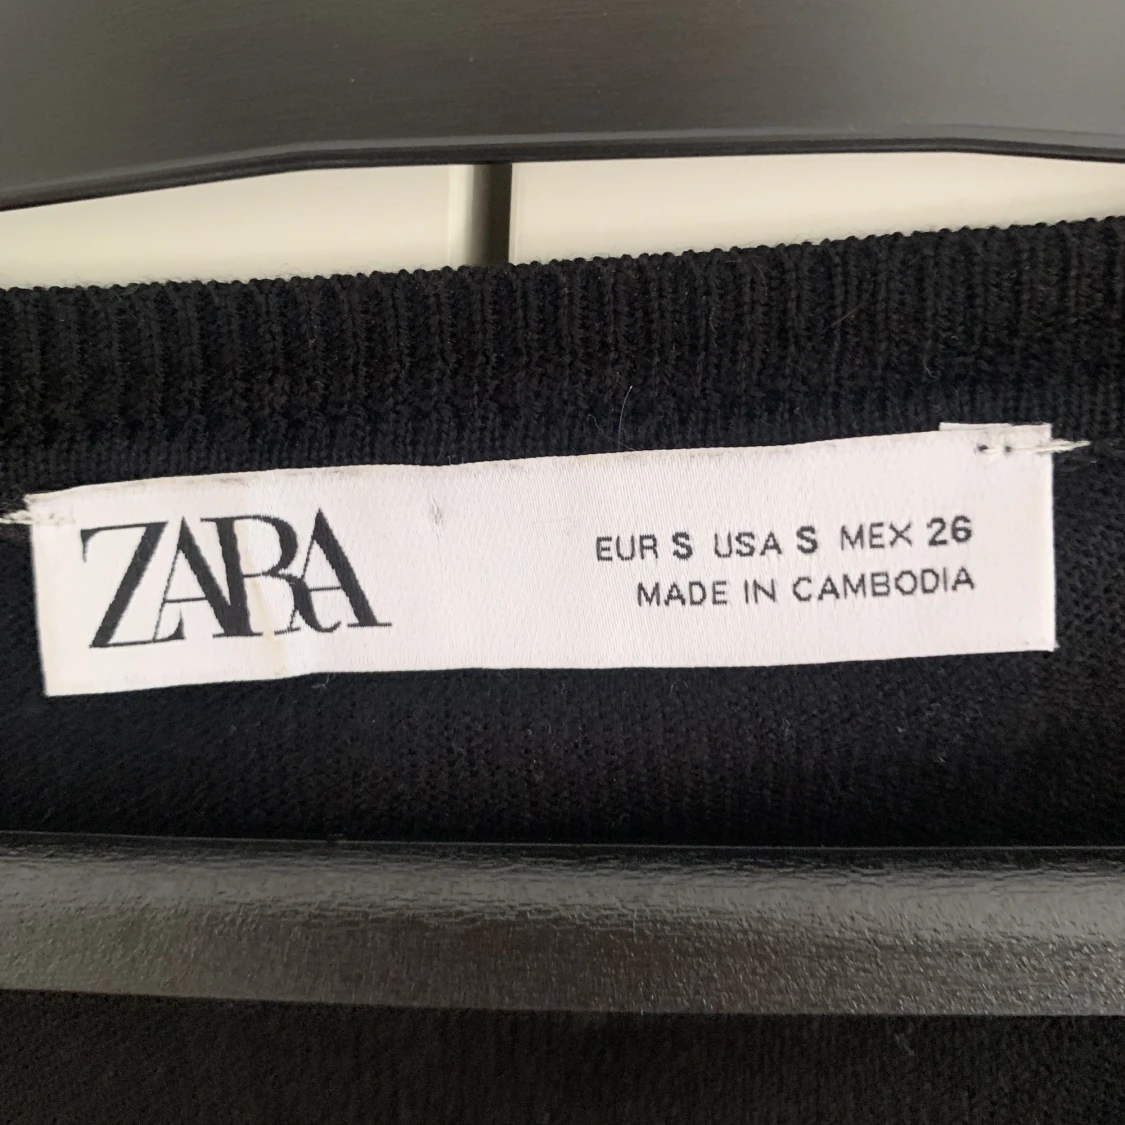 ZARA
EUR S USA S MEX 26
MADE IN CAMBODIA